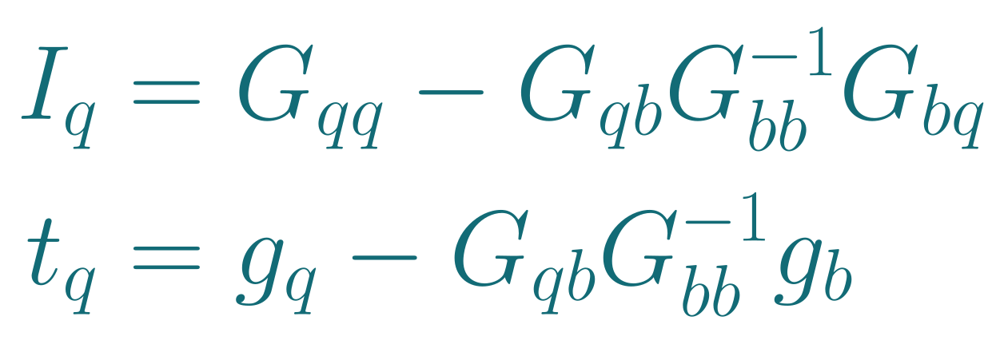 I_q = G_{qq} - G_{qb}G_{bb}^{-1}G_{bq}
t_q = g_q - G_{qb}G_{bb}^{-1}g_b